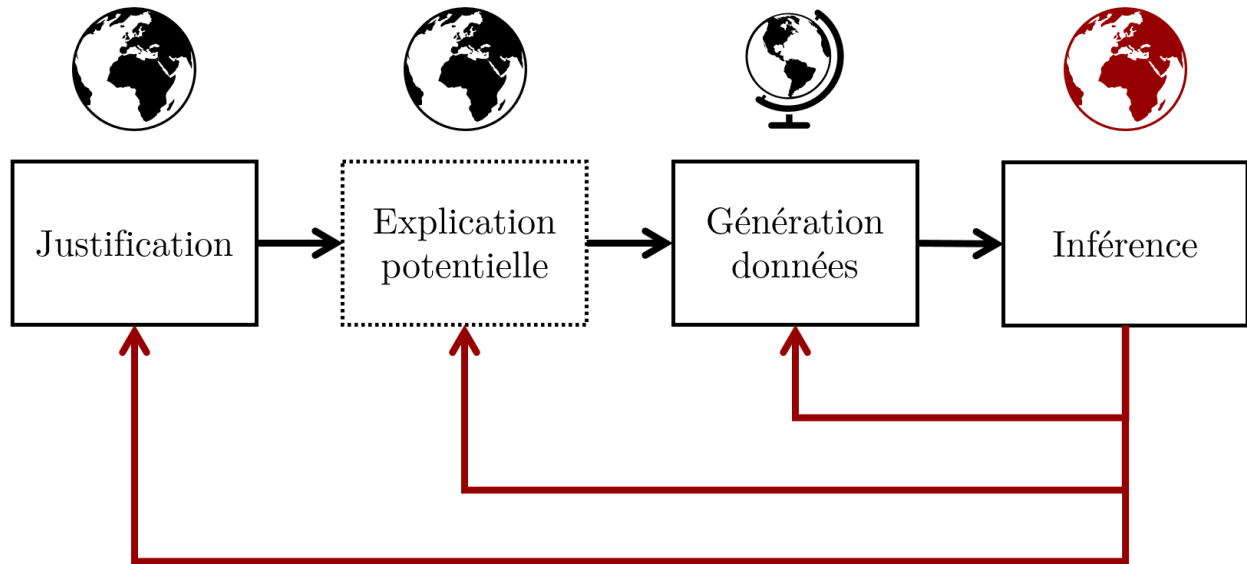 Justification
Explication
potentielle
Génération
données
Inférence